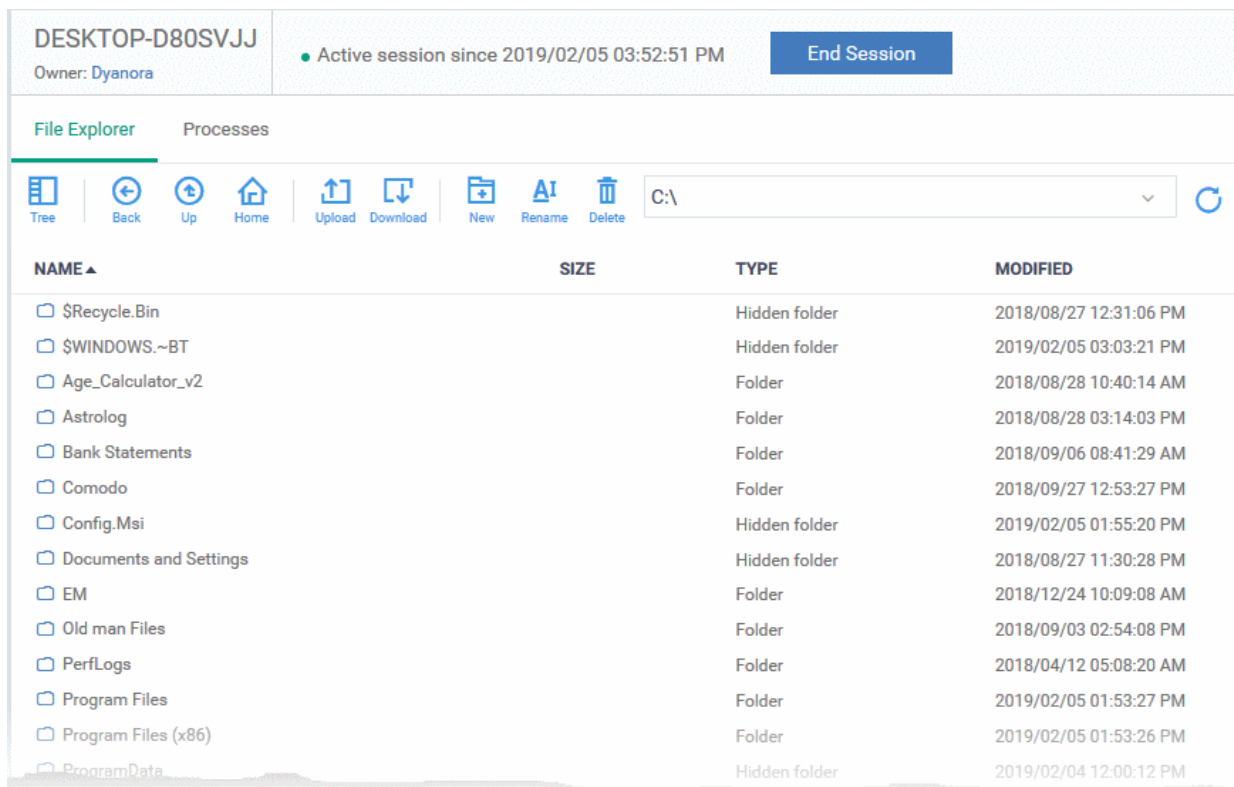 DESKTOP-D80SVJJ
Owner: Dyanora
Active session since 2019/02/05 03:52:51 PM
End Session
File Explorer Processes
Tree Back Up Home Upload Download New Rename Delete C:\
NAME SIZE TYPE MODIFIED
$Recycle.Bin Hidden folder 2018/08/27 12:31:06 PM
$WINDOWS.~BT Hidden folder 2019/02/05 03:03:21 PM
Age_Calculator_v2 Folder 2018/08/28 10:40:14 AM
Astrolog Folder 2018/08/28 03:14:03 PM
Bank Statements Folder 2018/09/06 08:41:29 AM
Comodo Folder 2018/09/27 12:53:27 PM
Config.Msi Hidden folder 2019/02/05 01:55:20 PM
Documents and Settings Hidden folder 2018/08/27 11:30:28 PM
EM Folder 2018/12/24 10:09:08 AM
Old man Files Folder 2018/09/03 02:54:08 PM
PerfLogs Folder 2018/04/12 05:08:20 AM
Program Files Folder 2019/02/05 01:53:27 PM
Program Files (x86) Folder 2019/02/05 01:53:26 PM
ProgramData Hidden folder 2019/02/04 12:00:12 PM